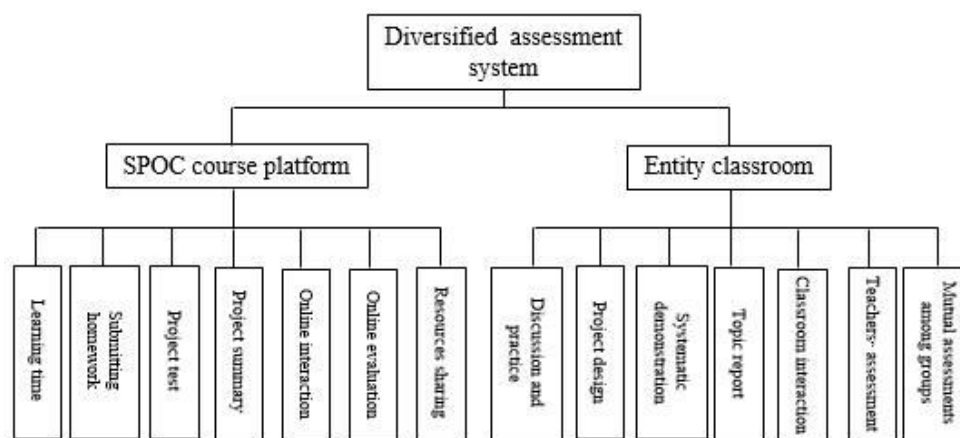 Diversified assessment
system
SPOC course platform
Entity classroom
Learning time
Submitting
homework
Project test
Project summary
Online interaction
Online evaluation
Resources sharing
Discussion and
practice
Project design
Systematic
demonstration
Topic report
Classroom interaction
Teachers· assessment
Mutual assessments
among groups